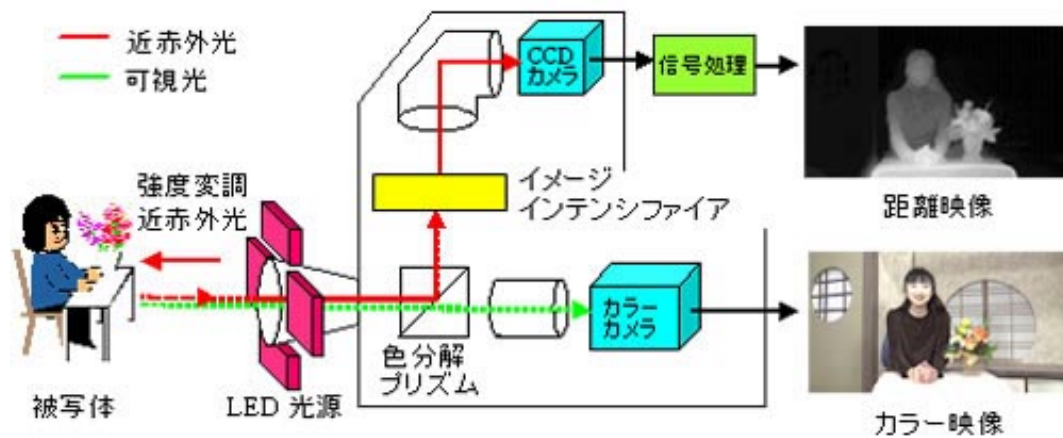 近赤外光
可視光
CCD
カメラ
信号処理
強度変調
近赤外光
イメージ
インテンシファイア
距離映像
カラー
カメラ
色分解
プリズム
被写体
LED 光源
カラー映像